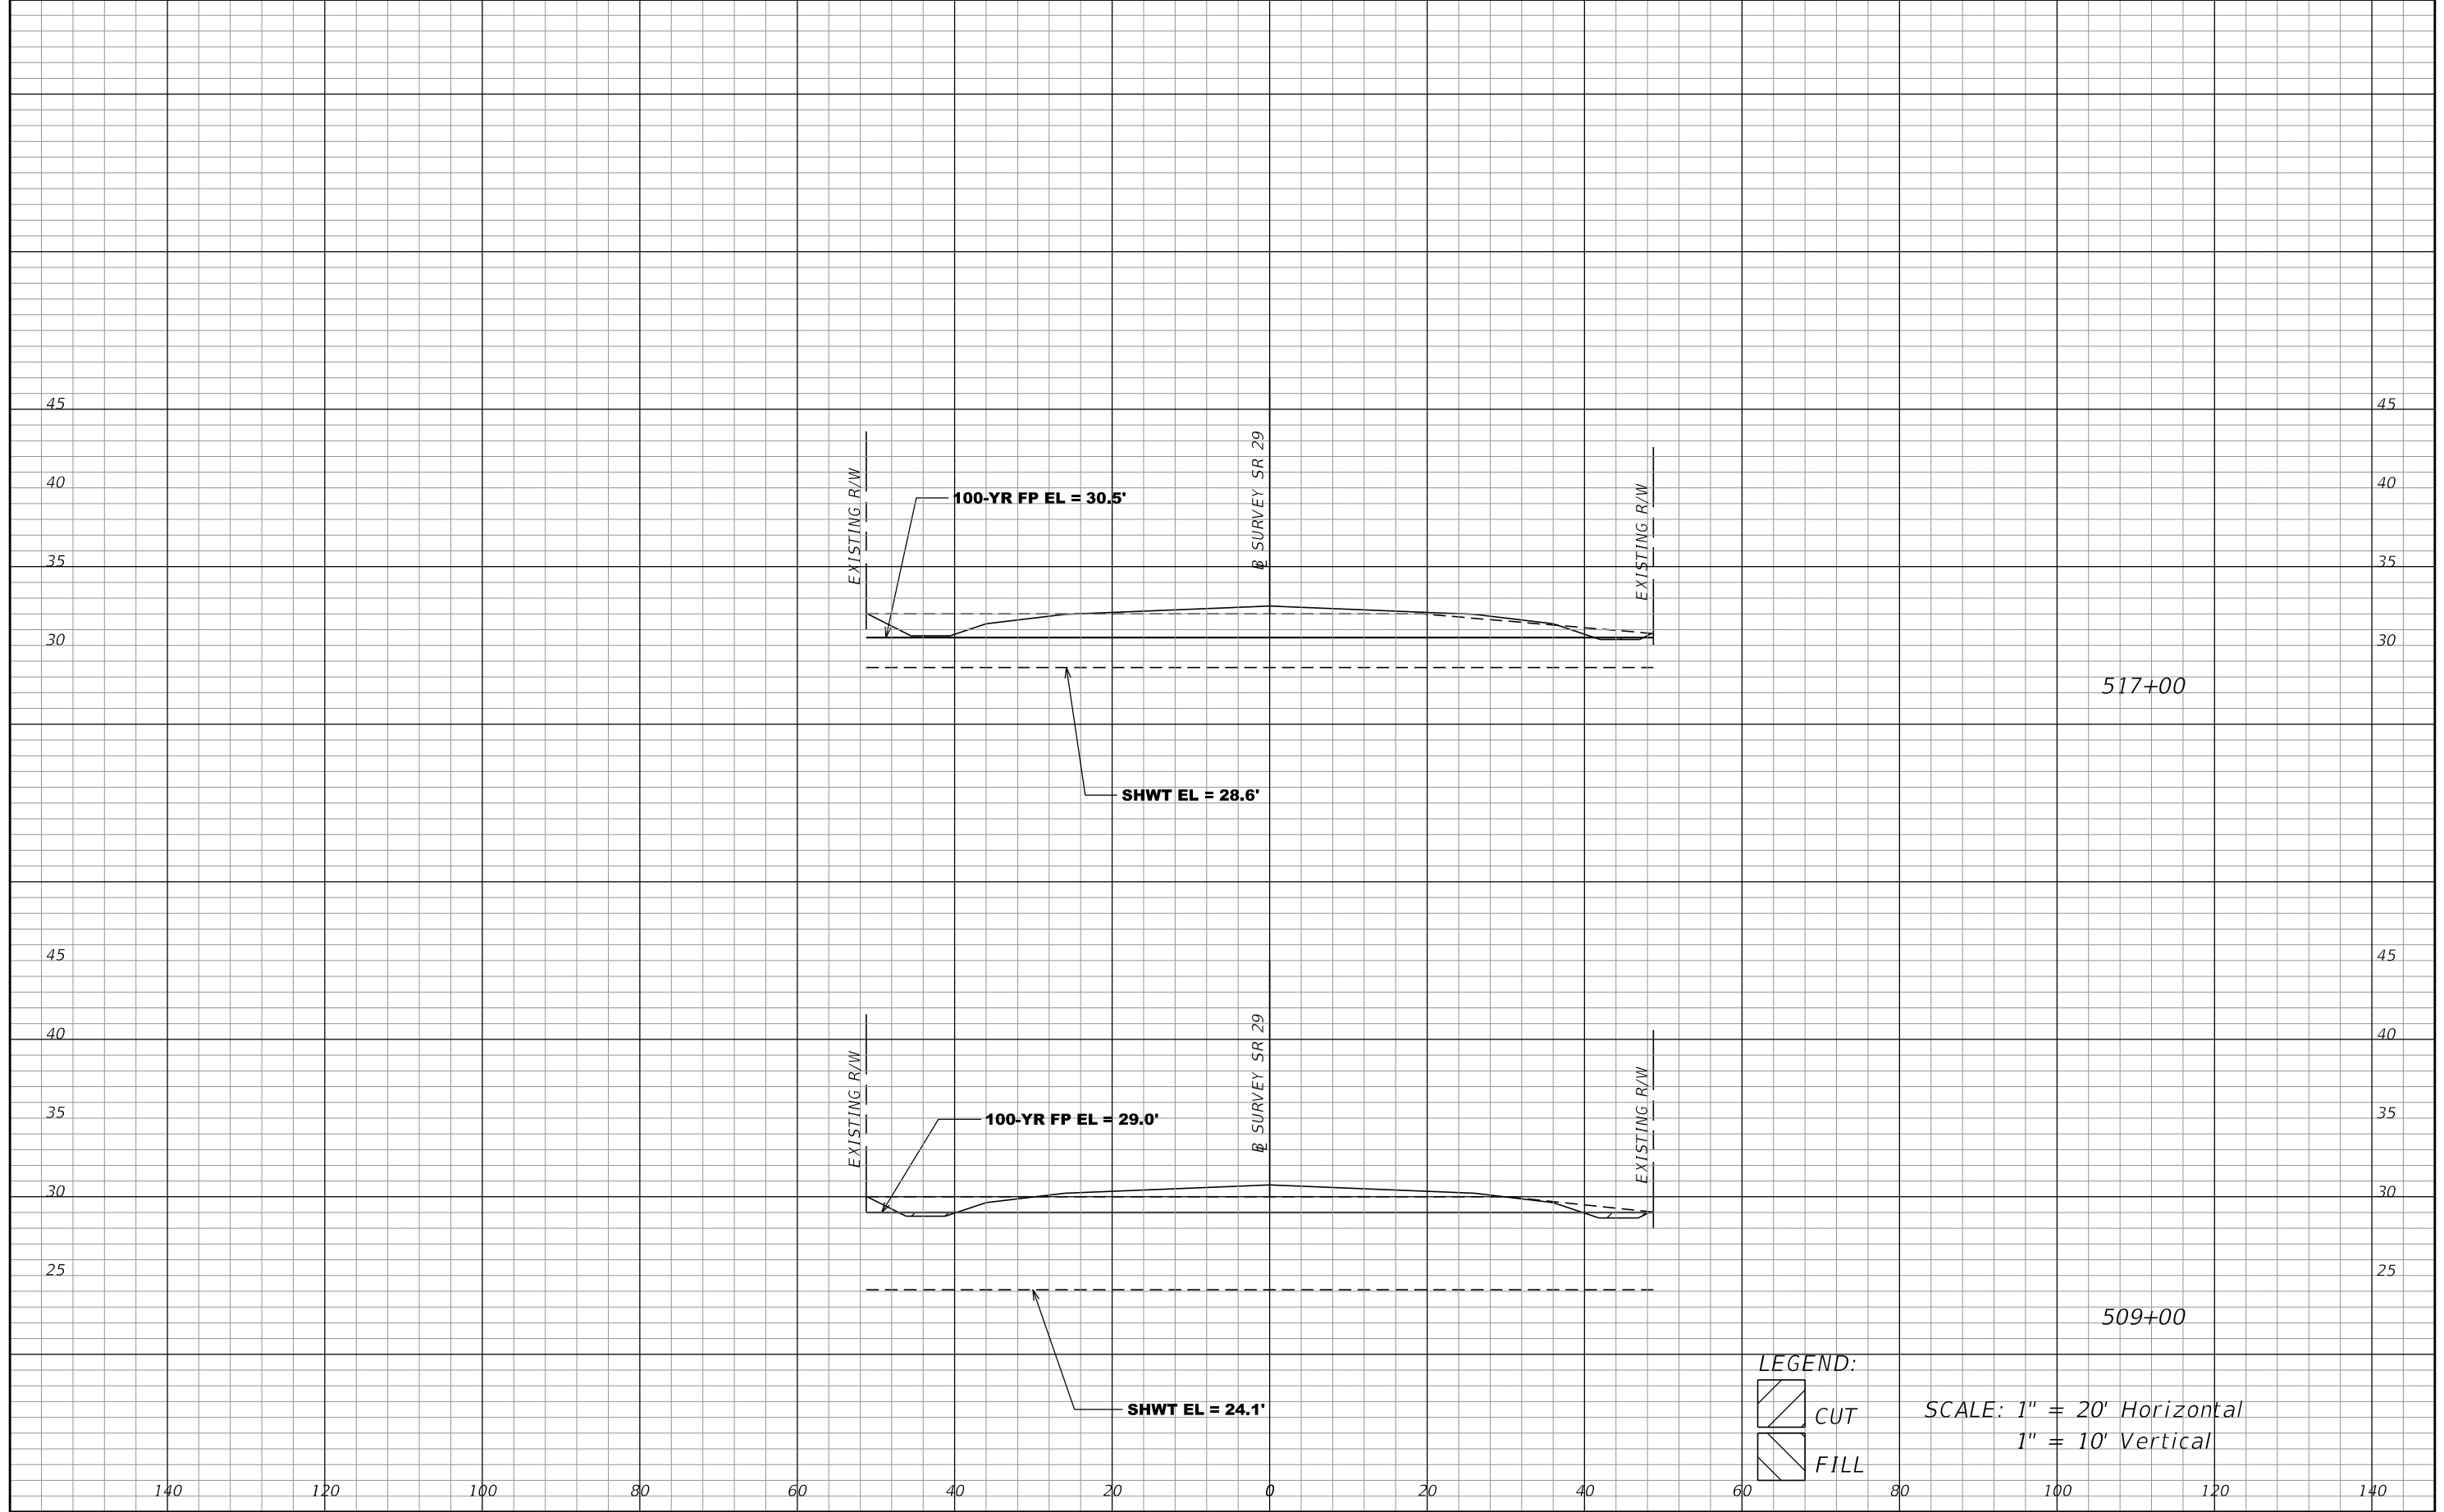 45 45
EXISTING R/W
℄ SURVEY SR 29
EXISTING R/W
40 40
100-YR FP EL = 30.5'
35 35
30 30
517+00
SHWT EL = 28.6'
45 45
EXISTING R/W
SURVEY SR 29
EXISTING R/W
40 40
35 35
100-YR FP EL = 29.0'
30 30
25 25
509+00
SHWT EL = 24.1'
LEGEND:
CUT
FILL
SCALE: 1" = 20' Horizontal
1" = 10' Vertical
140 120 100 80 60 40 20 0 20 40 60 80 100 120 140